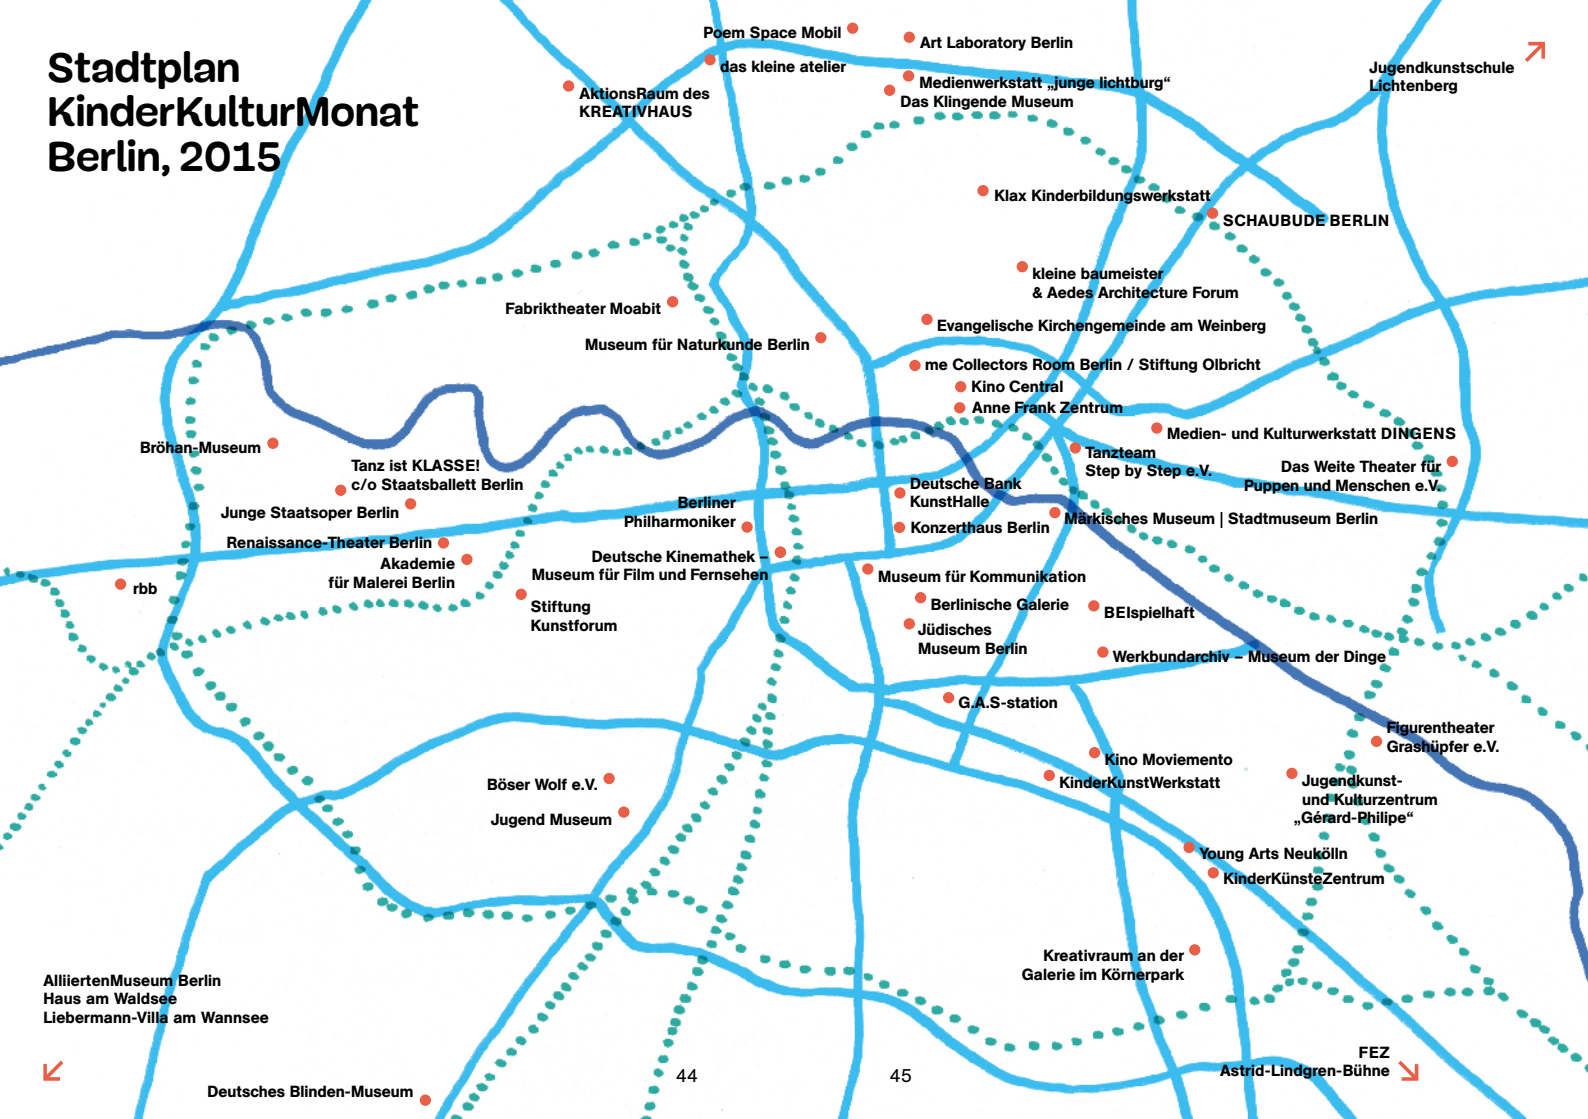 Stadtplan
KinderKulturMonat
Berlin, 2015
Poem Space Mobil
Art Laboratory Berlin
das kleine atelier
Medienwerkstatt „junge lichtburg“
Das Klingende Museum
AktionsRaum des
KREATIVHAUS
Jugendkunstschule
Lichtenberg
Klax Kinderbildungswerkstatt
SCHAUBUDE BERLIN
kleine baumeister
& Aedes Architecture Forum
Fabriktheater Moabit
Evangelische Kirchengemeinde am Weinberg
Museum für Naturkunde Berlin
me Collectors Room Berlin / Stiftung Olbricht
Kino Central
Anne Frank Zentrum
Medien- und Kulturwerkstatt DINGENS
Bröhan-Museum
Tanzteam
Step by Step e.V.
Das Weite Theater für
Puppen und Menschen e.V.
Tanz ist KLASSE!
c/o Staatsballett Berlin
Junge Staatsoper Berlin
Deutsche Bank
KunstHalle
Berliner
Philharmoniker
Konzerthaus Berlin
Märkisches Museum | Stadtmuseum Berlin
Renaissance-Theater Berlin
Akademie
für Malerei Berlin
Deutsche Kinemathek –
Museum für Film und Fernsehen
Museum für Kommunikation
rbb
Stiftung
Kunstforum
Berlinische Galerie
BEIspielhaft
Jüdisches
Museum Berlin
Werkbundarchiv – Museum der Dinge
G.A.S-station
Figurentheater
Grashüpfer e.V.
Kino Moviemento
KinderKunstWerkstatt
Jugendkunst-
und Kulturzentrum
„Gérard-Philipe“
Böser Wolf e.V.
Jugend Museum
Young Arts Neukölln
KinderKünsteZentrum
Kreativraum an der
Galerie im Körnerpark
AlliiertenMuseum Berlin
Haus am Waldsee
Liebermann-Villa am Wannsee
FEZ
Astrid-Lindgren-Bühne
Deutsches Blinden-Museum
44
45